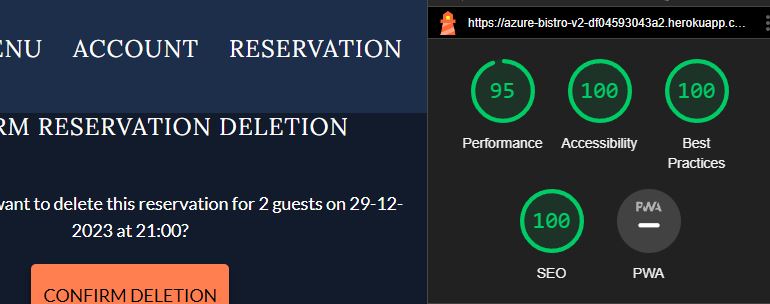 ENU ACCOUNT RESERVATION
RM RESERVATION DELETION
want to delete this reservation for 2 guests on 29-12-
2023 at 21:00?
CONFIRM DELETION
https://azure-bistro-v2-df04593043a2.herokuapp.c...
95 100 100
Performance Accessibility Best
Practices
100 PWA
SEO PWA